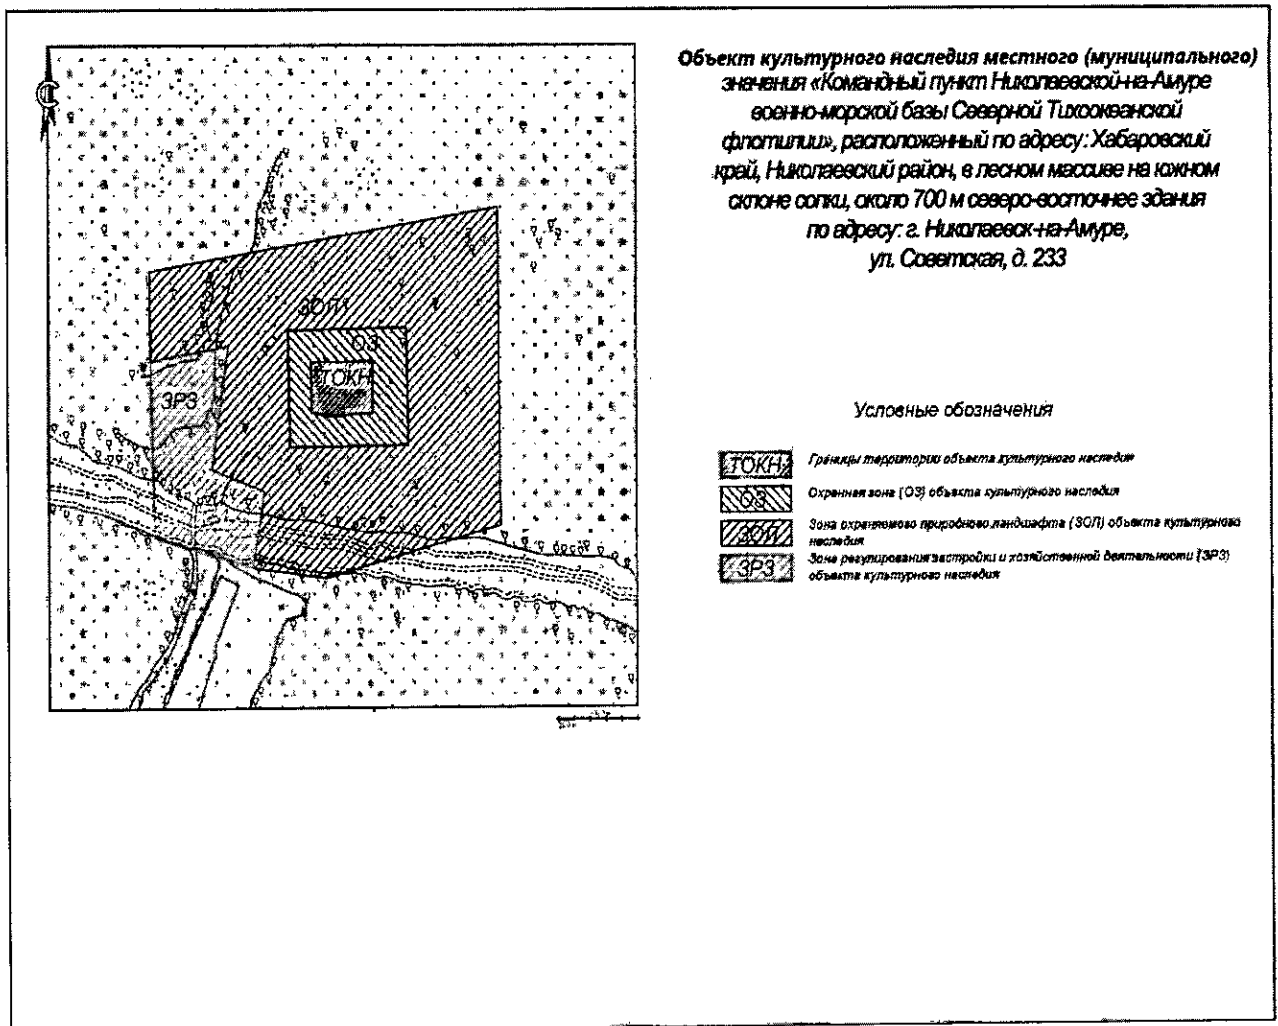 Объект культурного наследия местного (муниципального)
значения «Командный пункт Николаевской-на-Амуре
военно-морской базы Северной Тихоокеанской
флотилии», расположенный по адресу: Хабаровский
край, Николаевский район, в лесном массиве на южном
склоне сопки, около 700 м северо-восточнее здания
по адресу: г. Николаевск-на-Амуре,
ул. Советская, д. 233
С
ЗОЛ1
ОЗ
ТОКН
ЗРЗ
Условные обозначения
ТОКН Границы территории объекта культурного наследия
ОЗ Охранная зона (ОЗ) объекта культурного наследия
ЗОЛ Зона охраняемого природного ландшафта (ЗОЛ) объекта культурного
наследия
ЗРЗ Зона регулирования застройки и хозяйственной деятельности (ЗРЗ)
объекта культурного наследия